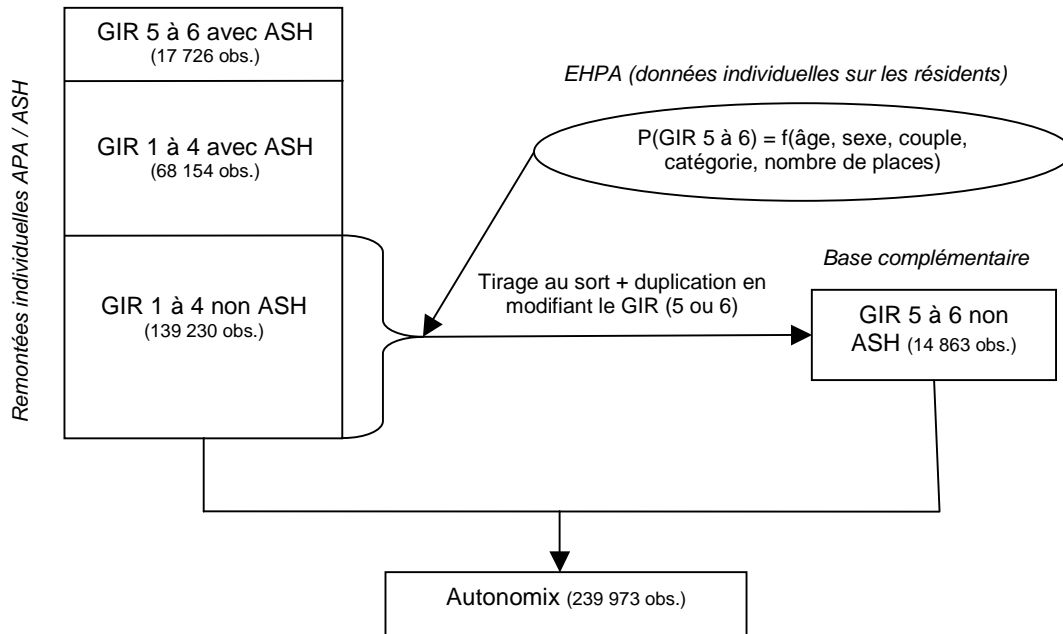 Remontées individuelles APA / ASH
GIR 5 à 6 avec ASH
(17 726 obs.)
GIR 1 à 4 avec ASH
(68 154 obs.)
GIR 1 à 4 non ASH
(139 230 obs.)
EHPA (données individuelles sur les résidents)
P(GIR 5 à 6) = f(âge, sexe, couple,
catégorie, nombre de places)
Tirage au sort + duplication en
modifiant le GIR (5 ou 6)
Base complémentaire
GIR 5 à 6 non
ASH (14 863 obs.)
Autonomix (239 973 obs.)